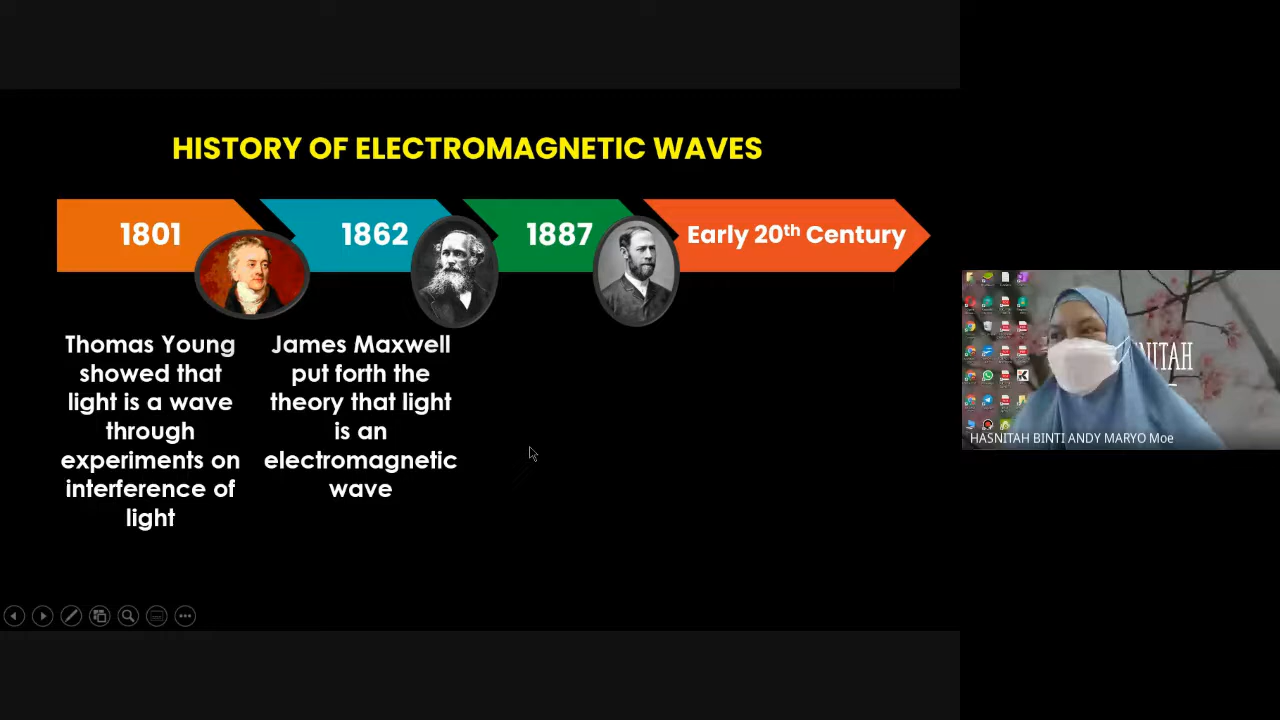 HISTORY OF ELECTROMAGNETIC WAVES
1801
1862
1887
Early 20th Century
Thomas Young
showed that
light is a wave
through
experiments on
interference of
light
James Maxwell
put forth the
theory that light
is an
electromagnetic
wave
HASNITAH BINTI ANDY MARYO Moe